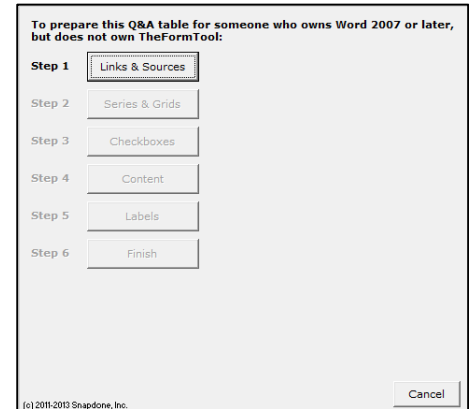 To prepare this Q&A table for someone who owns Word 2007 or later,
but does not own TheFormTool:
Step 1 Links & Sources
Step 2 Series & Grids
Step 3 Checkboxes
Step 4 Content
Step 5 Labels
Step 6 Finish
Cancel
(c) 2011-2013 Snapdone, Inc.